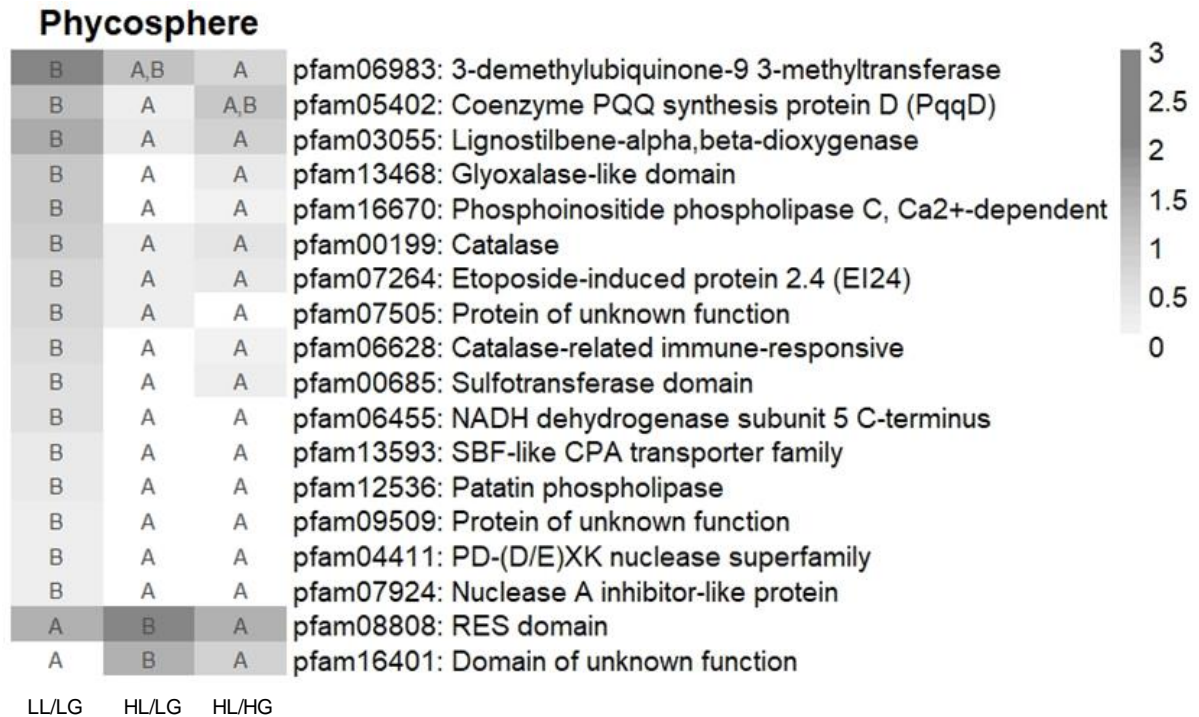 Phycosphere
B A,B A pfam06983: 3-demethylubiquinone-9 3-methyltransferase
B A A,B pfam05402: Coenzyme PQQ synthesis protein D (PqqD)
B A A pfam03055: Lignostilbene-alpha,beta-dioxygenase
B A A pfam13468: Glyoxalase-like domain
B A A pfam16670: Phosphoinositide phospholipase C, Ca2+-dependent
B A A pfam00199: Catalase
B A A pfam07264: Etoposide-induced protein 2.4 (EI24)
B A A pfam07505: Protein of unknown function
B A A pfam06628: Catalase-related immune-responsive
B A A pfam00685: Sulfotransferase domain
B A A pfam06455: NADH dehydrogenase subunit 5 C-terminus
B A A pfam13593: SBF-like CPA transporter family
B A A pfam12536: Patatin phospholipase
B A A pfam09509: Protein of unknown function
B A A pfam04411: PD-(D/E)XK nuclease superfamily
B A A pfam07924: Nuclease A inhibitor-like protein
A B A pfam08808: RES domain
A B A pfam16401: Domain of unknown function
LL/LG HL/LG HL/HG
3
2.5
2
1.5
1
0.5
0